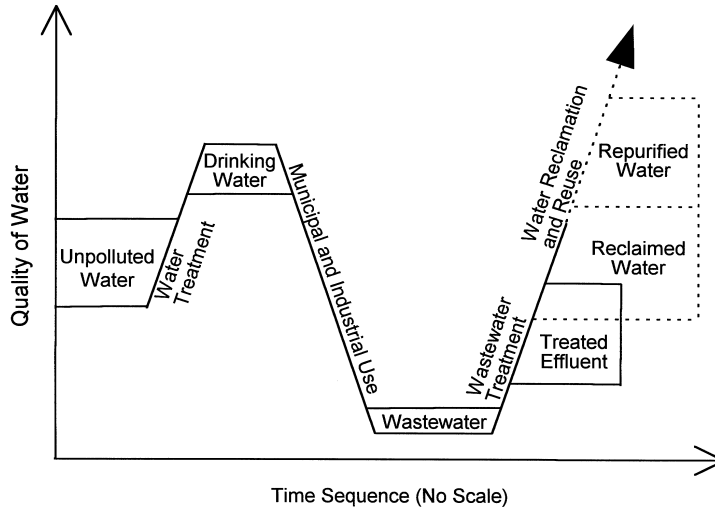 Quality of Water
Unpolluted
Water
Water
Treatment
Drinking
Water
Municipal and Industrial Use
Wastewater
Wastewater
Treatment
Treated
Effluent
Water Reclamation
and Reuse
Repurified
Water
Reclaimed
Water
Time Sequence (No Scale)